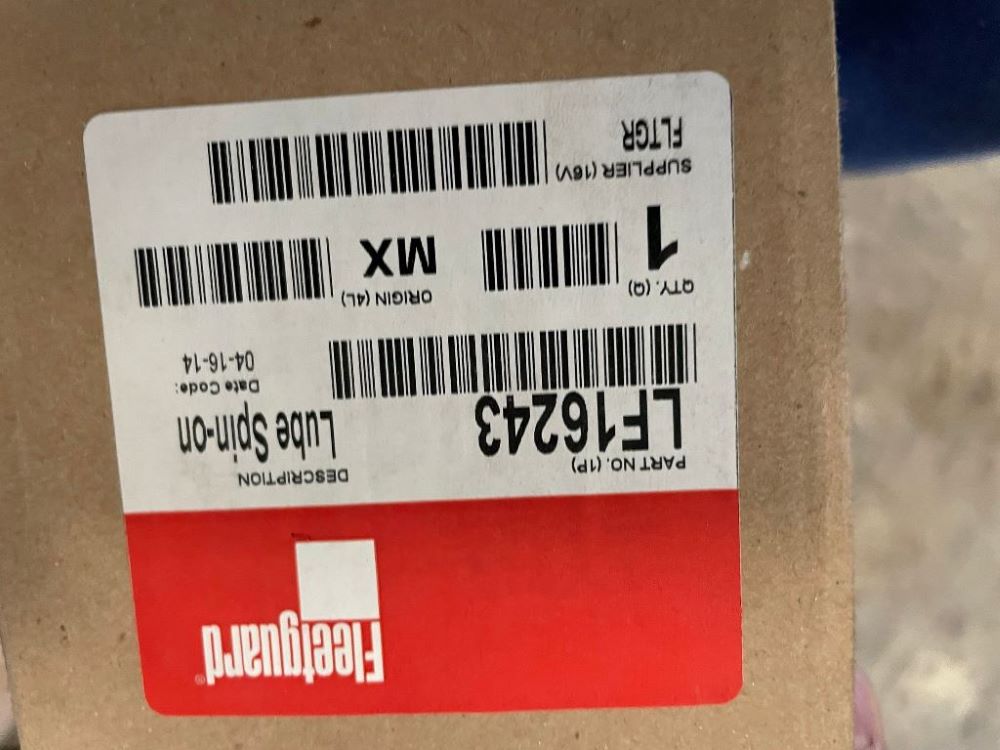 Fleetguard®
PART NO. (1P)
LF16243
DESCRIPTION
Lube Spin-on
Date Code:
04-16-14
QTY. (Q)
1
ORIGIN (4L)
MX
SUPPLIER (16V)
FLTGR